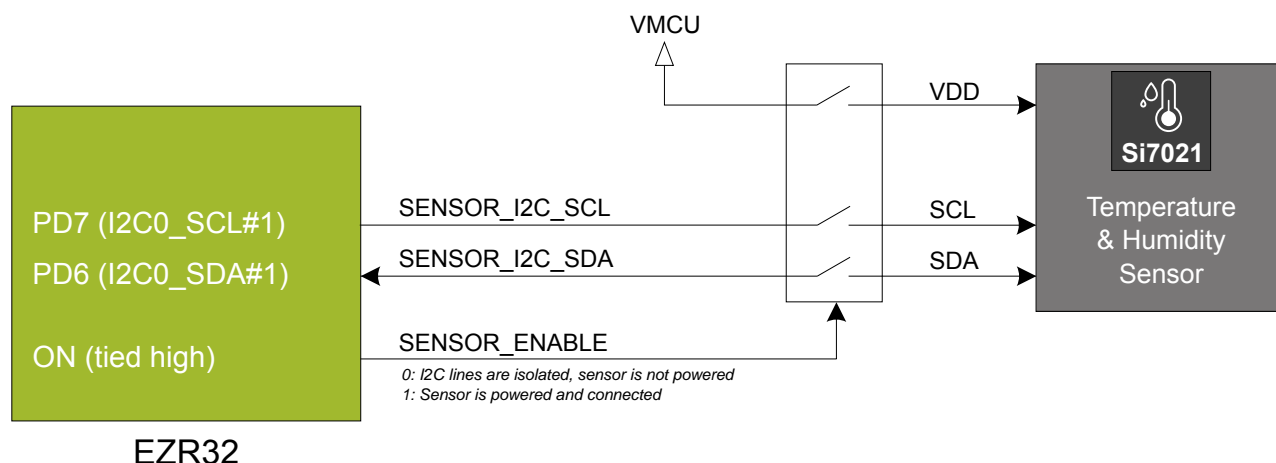 VMCU
VDD
Si7021
PD7 (I2C0_SCL#1)
SENSOR_I2C_SCL
SCL
Temperature
& Humidity
Sensor
PD6 (I2C0_SDA#1)
SENSOR_I2C_SDA
SDA
ON (tied high)
SENSOR_ENABLE
0: I2C lines are isolated, sensor is not powered
1: Sensor is powered and connected
EZR32